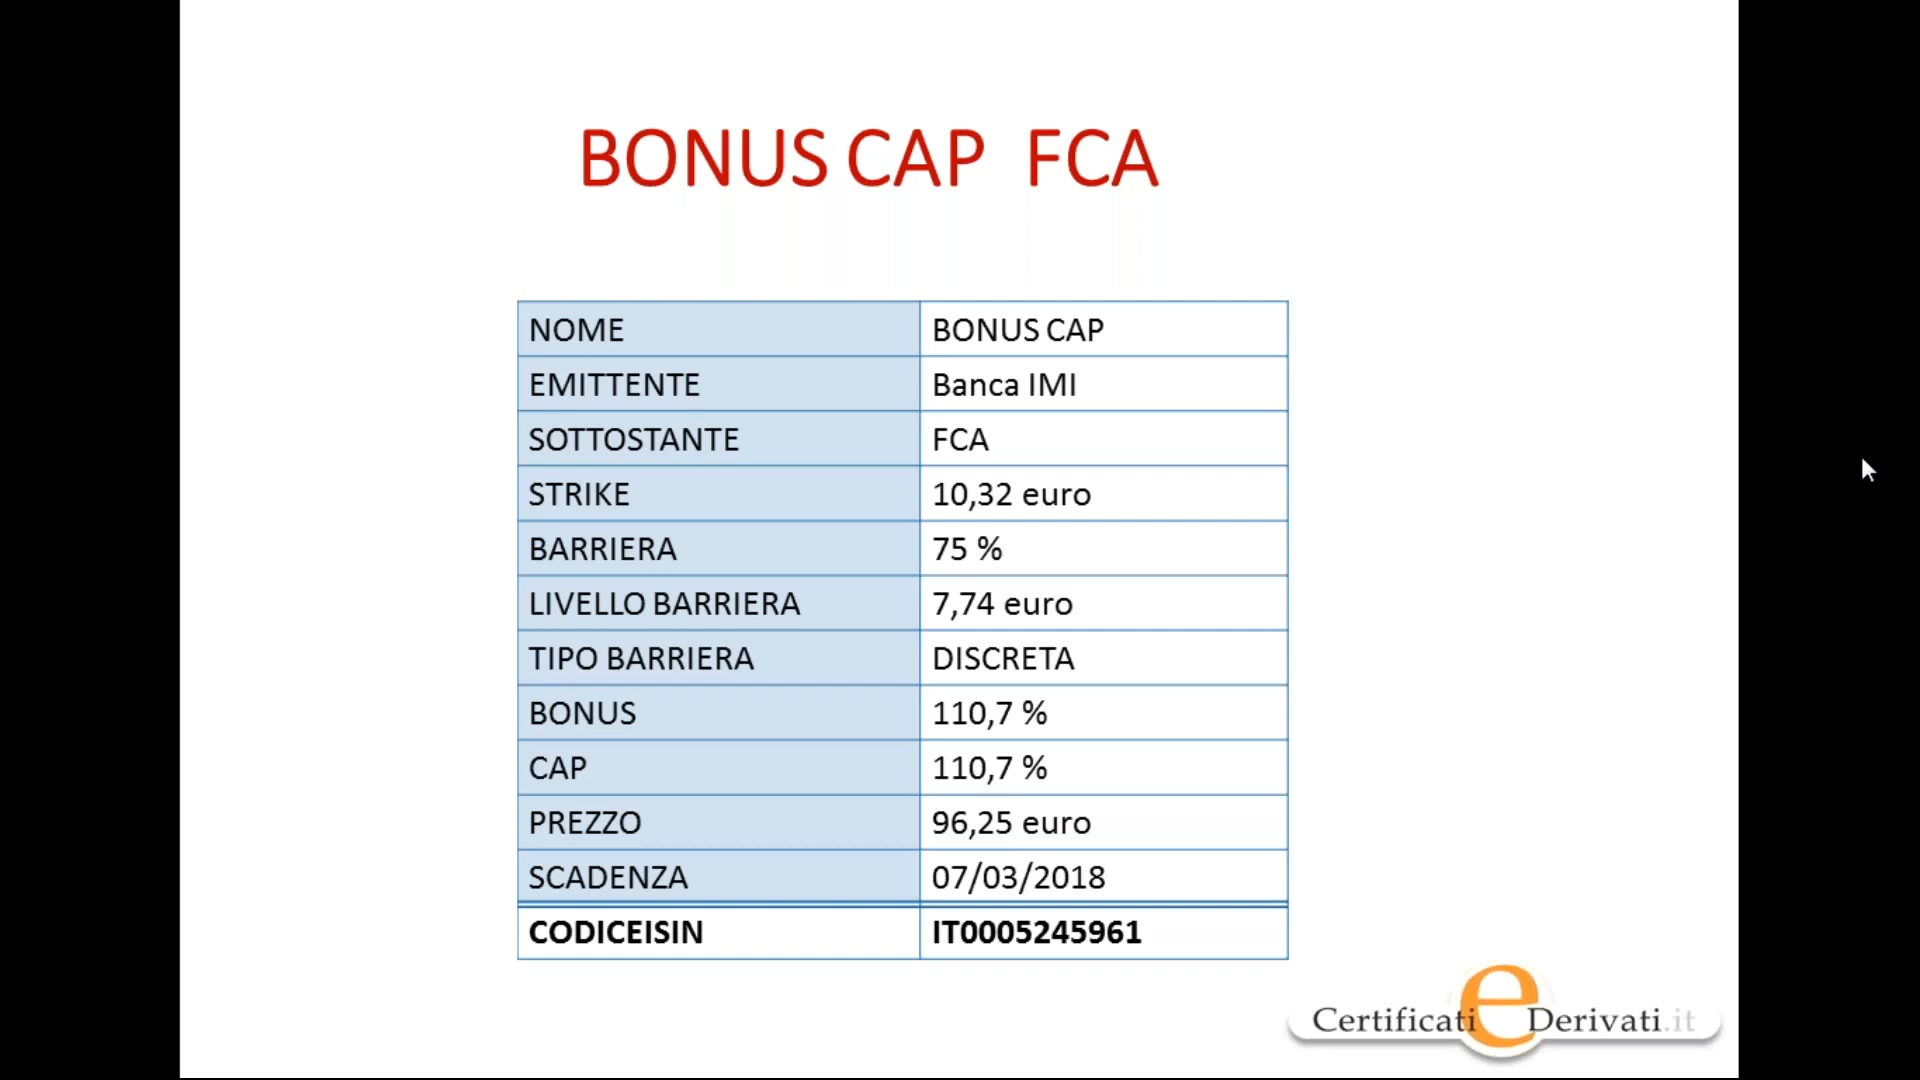 BONUS CAP FCA
NOME BONUS CAP
EMITTENTE Banca IMI
SOTTOSTANTE FCA
STRIKE 10,32 euro
BARRIERA 75 %
LIVELLO BARRIERA 7,74 euro
TIPO BARRIERA DISCRETA
BONUS 110,7 %
CAP 110,7 %
PREZZO 96,25 euro
SCADENZA 07/03/2018
CODICEISIN IT0005245961
Certificati e Derivati.it